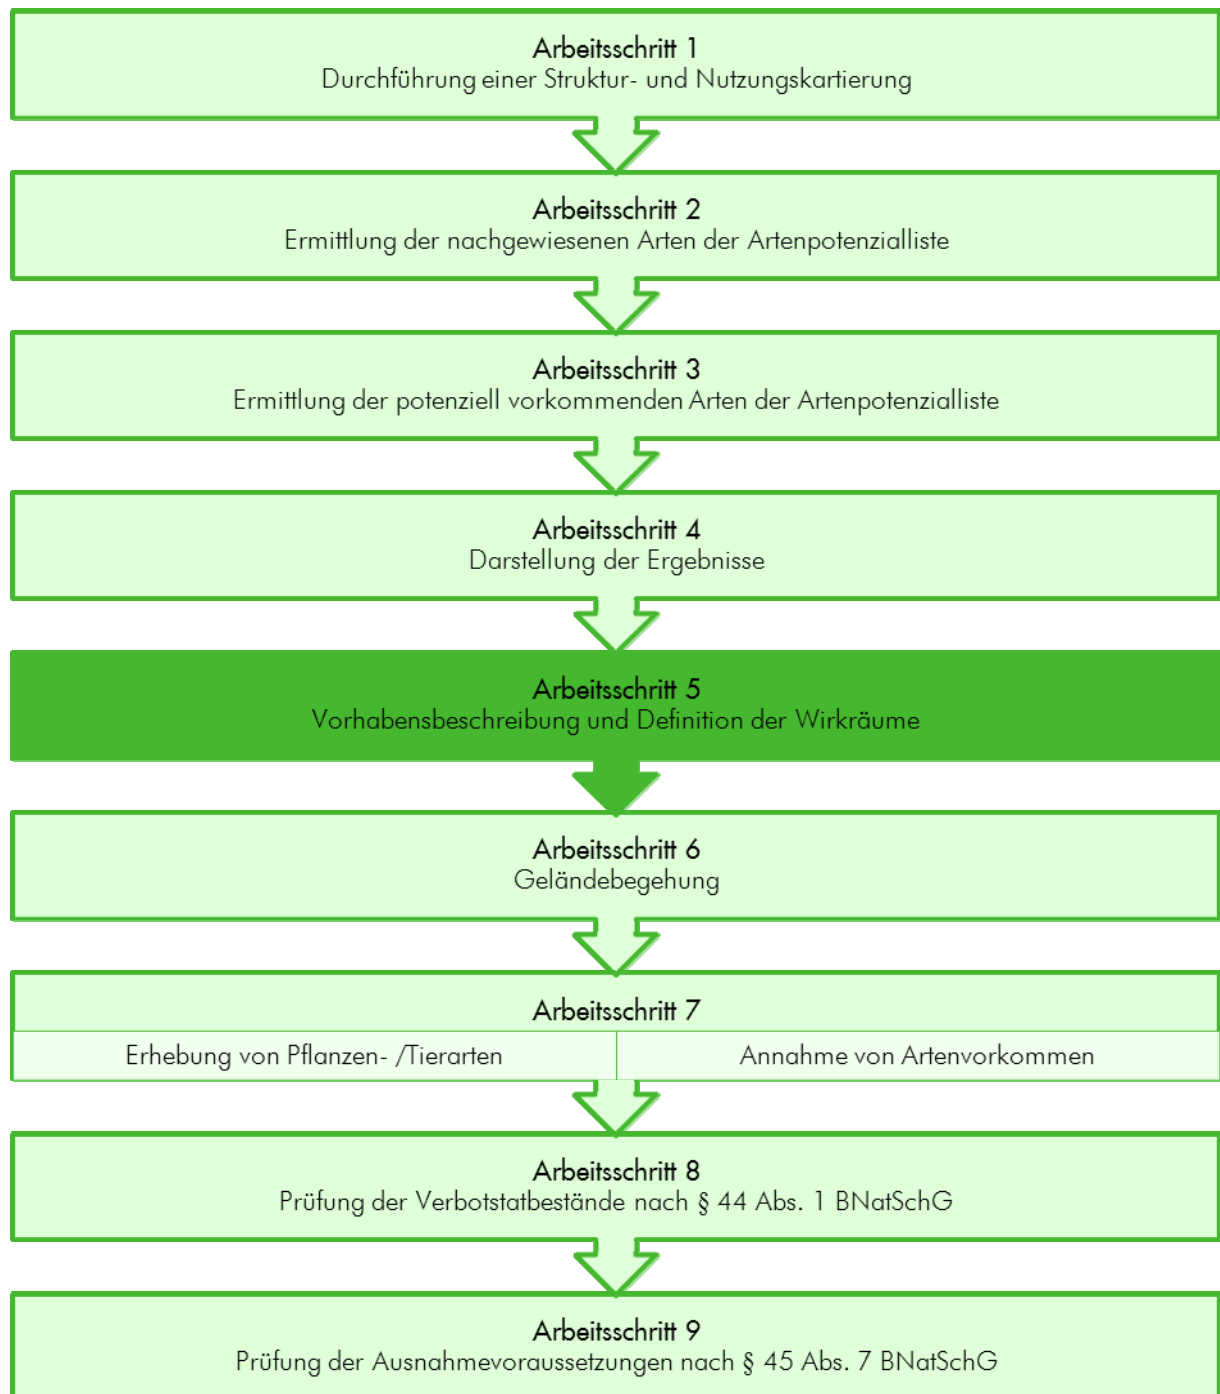 Arbeitsschritt 1
Durchführung einer Struktur- und Nutzungskartierung
Arbeitsschritt 2
Ermittlung der nachgewiesenen Arten der Artenpotenzialliste
Arbeitsschritt 3
Ermittlung der potenziell vorkommenden Arten der Artenpotenzialliste
Arbeitsschritt 4
Darstellung der Ergebnisse
Arbeitsschritt 5
Vorhabensbeschreibung und Definition der Wirkräume
Arbeitsschritt 6
Geländebegehung
Arbeitsschritt 7
Erhebung von Pflanzen- /Tierarten
Annahme von Artenvorkommen
Arbeitsschritt 8
Prüfung der Verbotstatbestände nach § 44 Abs. 1 BNatSchG
Arbeitsschritt 9
Prüfung der Ausnahmevoraussetzungen nach § 45 Abs. 7 BNatSchG